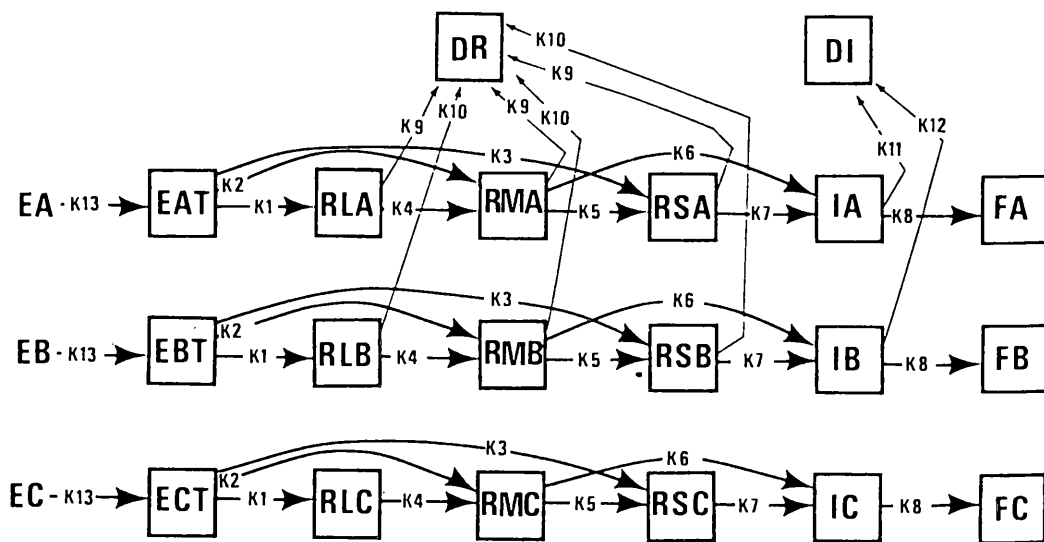 DR
DI
K10
K9
K9
K10
K9
K10
K12
K11
K3
K6
K2
EA - K13
EAT
K1
RLA
K4
RMA
K5
RSA
K7
IA
K8
FA
K3
K6
K2
EB - K13
EBT
K1
RLB
K4
RMB
K5
RSB
K7
IB
K8
FB
K3
K6
K2
EC - K13
ECT
K1
RLC
K4
RMC
K5
RSC
K7
IC
K8
FC